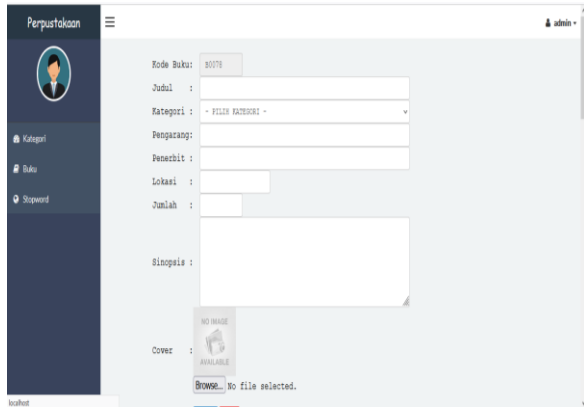 Perpustakaan
admin
Kategori
Buku
Stopword
Kode Buku: B0078
Judul :
Kategori : - PILIH KATEGORI -
Pengarang:
Penerbit :
Lokasi :
Jumlah :
Sinopsis :
NO IMAGE
AVAILABLE
Cover :
Browse... No file selected.
localhost